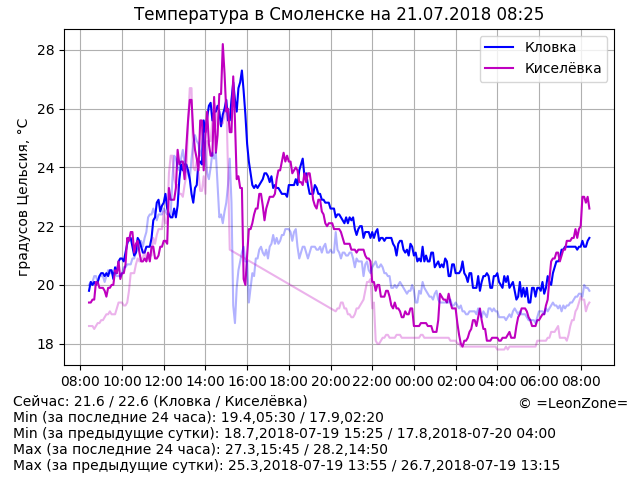 Температура в Смоленске на 21.07.2018 08:25
градусов Цельсия, °C
28
26
24
22
20
18
Кловка
Киселёвка
08:00 10:00 12:00 14:00 16:00 18:00 20:00 22:00 00:00 02:00 04:00 06:00 08:00
Сейчас: 21.6 / 22.6 (Кловка / Киселёвка)
© =LeonZone=
Min (за последние 24 часа): 19.4,05:30 / 17.9,02:20
Min (за предыдущие сутки): 18.7,2018-07-19 15:25 / 17.8,2018-07-20 04:00
Max (за последние 24 часа): 27.3,15:45 / 28.2,14:50
Max (за предыдущие сутки): 25.3,2018-07-19 13:55 / 26.7,2018-07-19 13:15